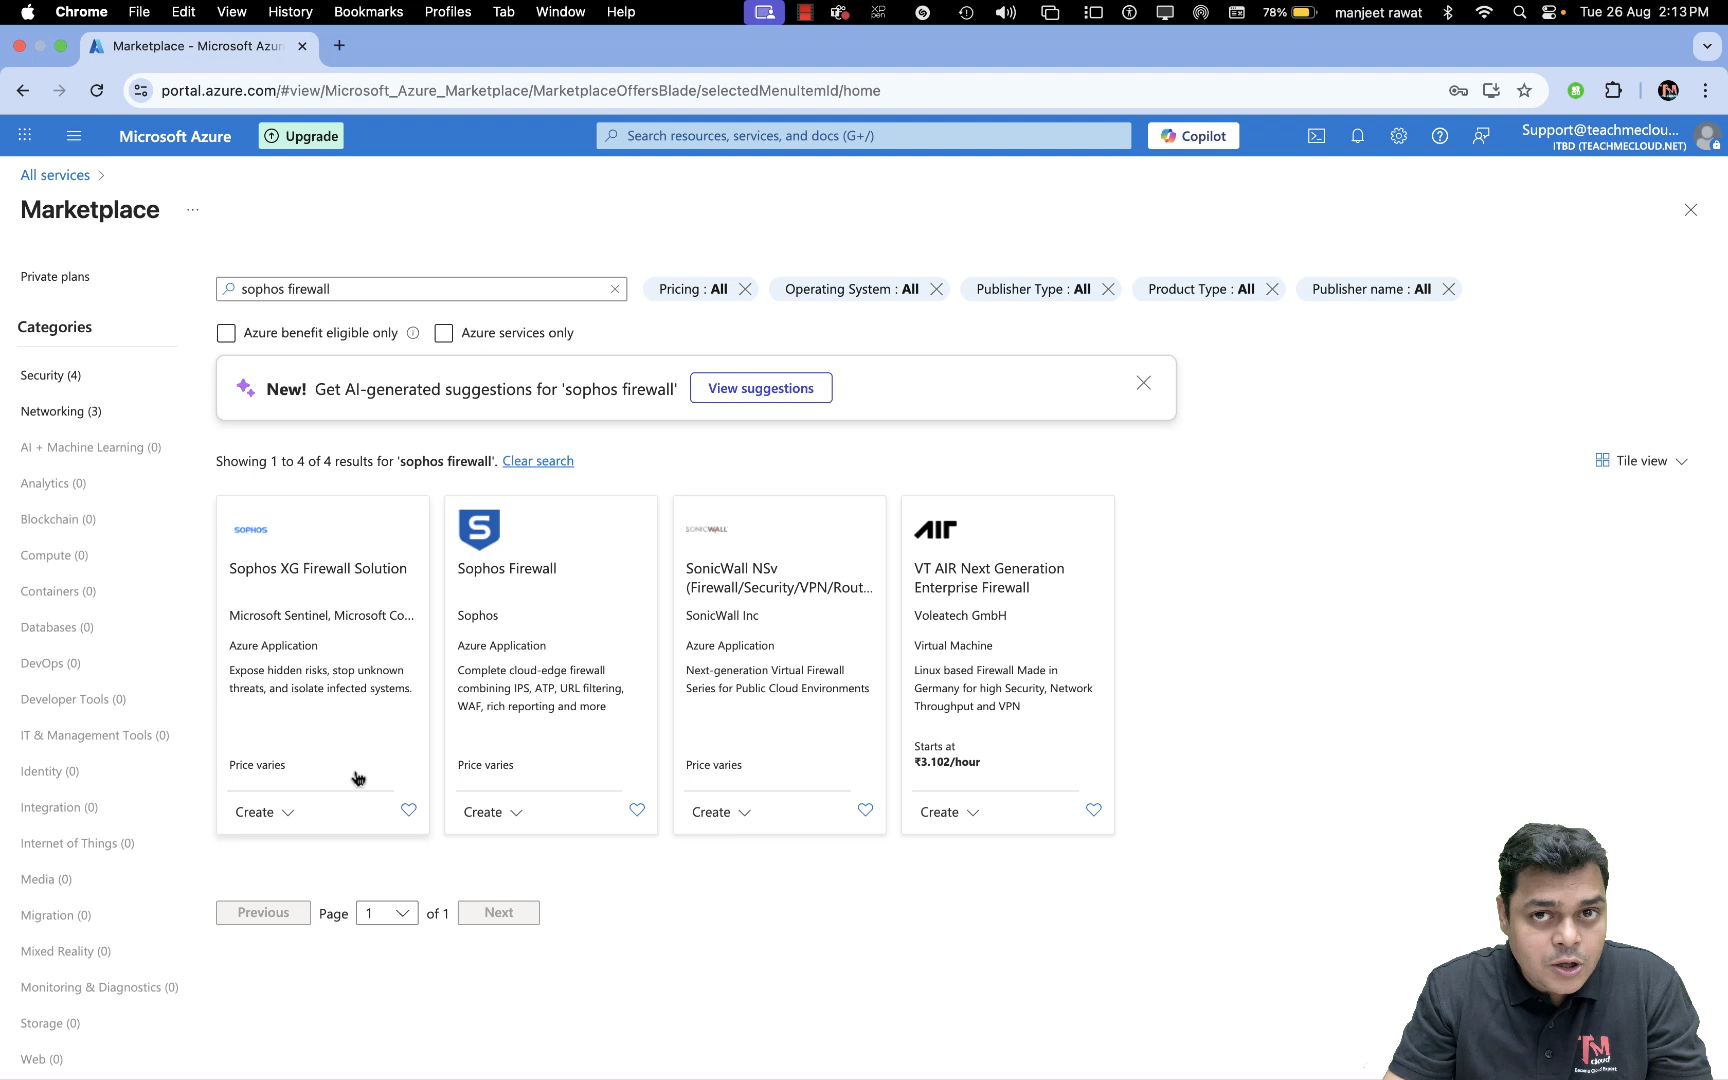 Chrome File Edit View History Bookmarks Profiles Tab Window Help
78% manjeet rawat Tue 26 Aug 2:13 PM
Marketplace - Microsoft Azur
portal.azure.com/#view/Microsoft_Azure_Marketplace/MarketplaceOffersBlade/selectedMenuItemId/home
Microsoft Azure Upgrade Search resources, services, and docs (G+/) Copilot
Support@teachmeclou...
ITBD (TEACHMECLOUD.NET)
All services >
Marketplace ...
Private plans
Categories
Security (4)
Networking (3)
AI + Machine Learning (0)
Analytics (0)
Blockchain (0)
Compute (0)
Containers (0)
Databases (0)
DevOps (0)
Developer Tools (0)
IT & Management Tools (0)
Identity (0)
Integration (0)
Internet of Things (0)
Media (0)
Migration (0)
Mixed Reality (0)
Monitoring & Diagnostics (0)
Storage (0)
Web (0)
sophos firewall
Pricing : All
Operating System : All
Publisher Type : All
Product Type : All
Publisher name : All
Azure benefit eligible only
Azure services only
New! Get AI-generated suggestions for 'sophos firewall' View suggestions
Showing 1 to 4 of 4 results for 'sophos firewall'. Clear search
Tile view
SOPHOS
Sophos XG Firewall Solution
Microsoft Sentinel, Microsoft Co...
Azure Application
Expose hidden risks, stop unknown
threats, and isolate infected systems.
Price varies
Create
S
Sophos Firewall
Sophos
Azure Application
Complete cloud-edge firewall
combining IPS, ATP, URL filtering,
WAF, rich reporting and more
Price varies
Create
SONICWALL
SonicWall NSv
(Firewall/Security/VPN/Rout...
SonicWall Inc
Azure Application
Next-generation Virtual Firewall
Series for Public Cloud Environments
Price varies
Create
AIR
VT AIR Next Generation
Enterprise Firewall
Voleatech GmbH
Virtual Machine
Linux based Firewall Made in
Germany for high Security, Network
Throughput and VPN
Starts at
₹3.102/hour
Create
Previous Page 1 of 1 Next
TM
cloud
Become a Cloud Expert